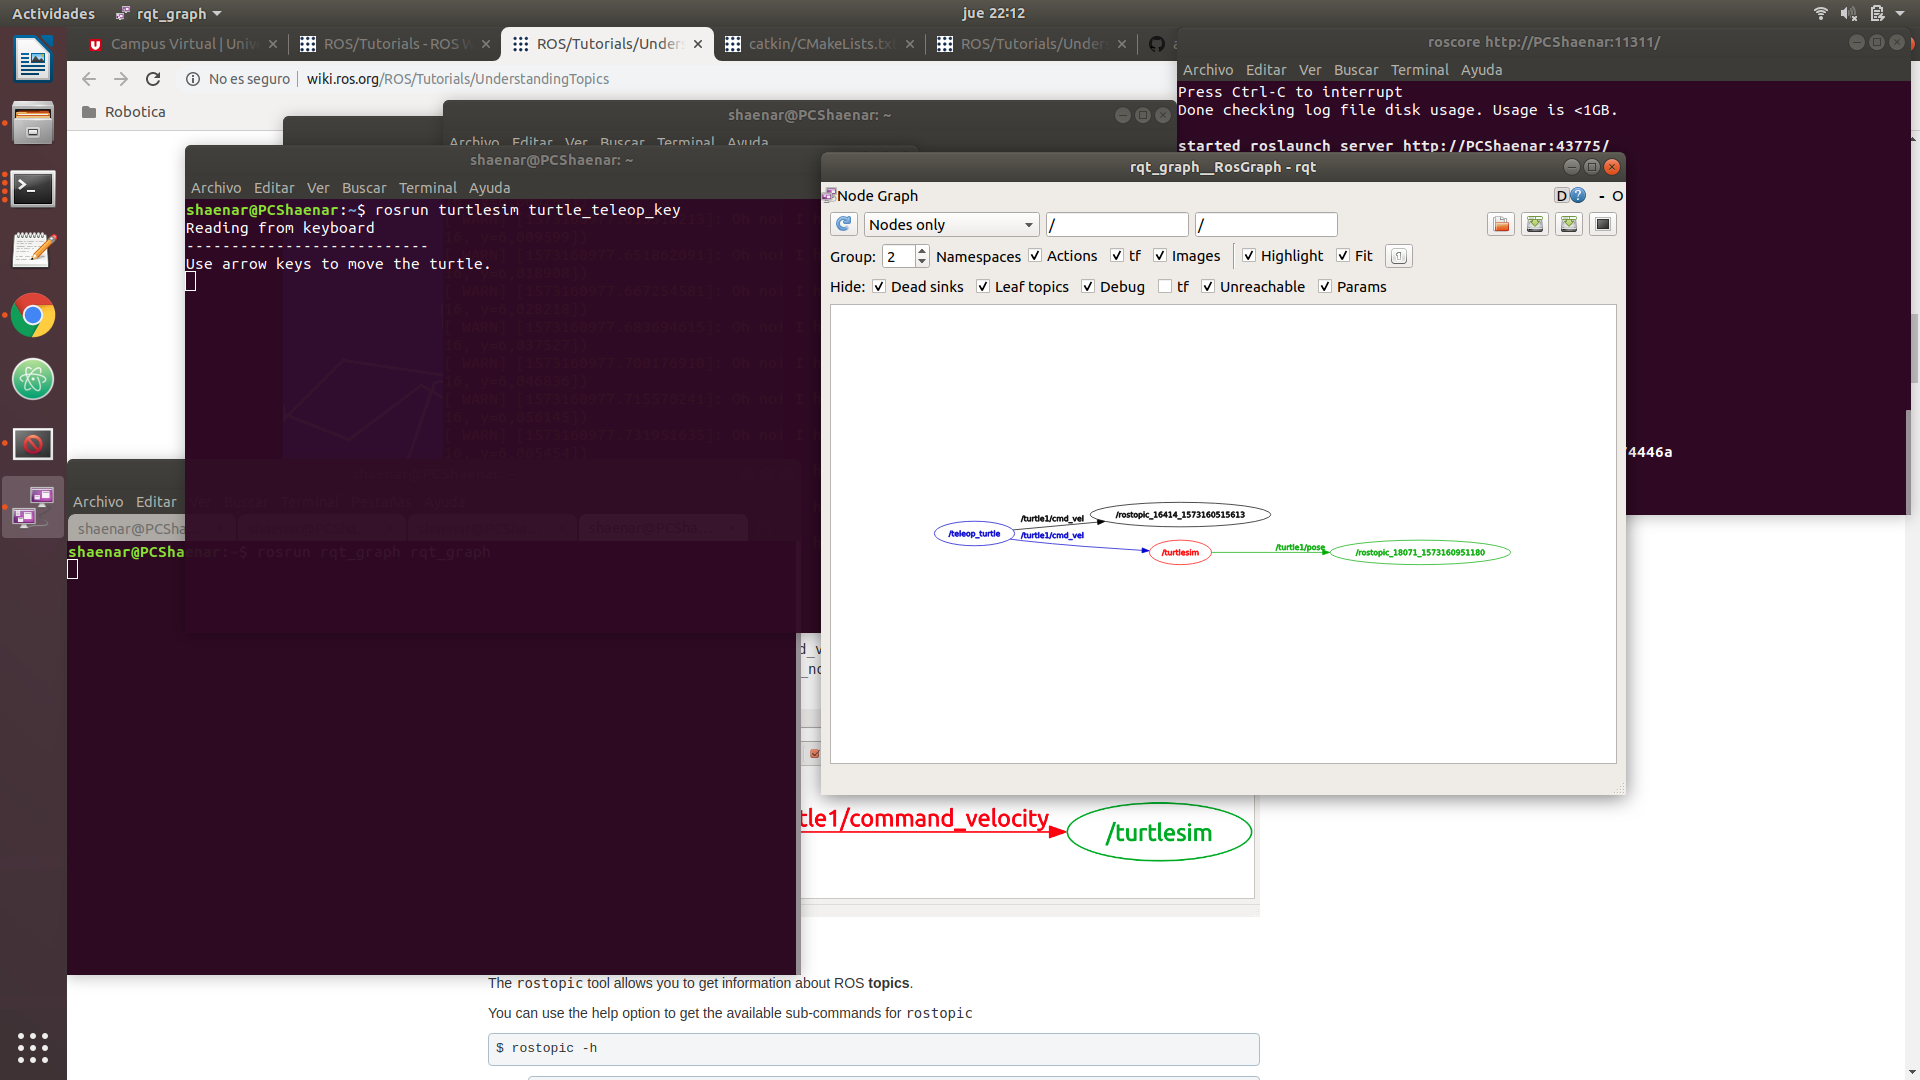 Actividades
rqt_graph
jue 22:12
Campus Virtual | Univ
ROS/Tutorials - ROS W
ROS/Tutorials/Unders
catkin/CMakeLists.txt
ROS/Tutorials/Under
No es seguro
wiki.ros.org/ROS/Tutorials/UnderstandingTopics
Robotica
roscore http://PCShaenar:11311/
Archivo Editar Ver Buscar Terminal Ayuda
Press Ctrl-C to interrupt
Done checking log file disk usage. Usage is <1GB.
started roslaunch server http://PCShaenar:43775/
4446a
shaenar@PCShaenar: ~
Archivo Editar Ver Buscar Terminal Ayuda
shaenar@PCShaenar: ~
Archivo Editar Ver Buscar Terminal Ayuda
shaenar@PCShaenar:~$ rosrun turtlesim turtle_teleop_key
Reading from keyboard
---------------------------
Use arrow keys to move the turtle.
Archivo Editar
shaenar@PCSha
shaenar@PCShaenar:~$ rosrun rqt_graph rqt_graph
rqt_graph__RosGraph - rqt
Node Graph
D ? - O
Nodes only / /
Group: 2 Namespaces Actions tf Images Highlight Fit
Hide: Dead sinks Leaf topics Debug tf Unreachable Params
/teleop_turtle
/turtle1/cmd_vel
/turtle1/cmd_vel
/rostopic_16414_1573160515613
/turtlesim
/turtle1/pose
/rostopic_18071_1573160951180
tle1/command_velocity
/turtlesim
The rostopic tool allows you to get information about ROS topics.
You can use the help option to get the available sub-commands for rostopic
$ rostopic -h